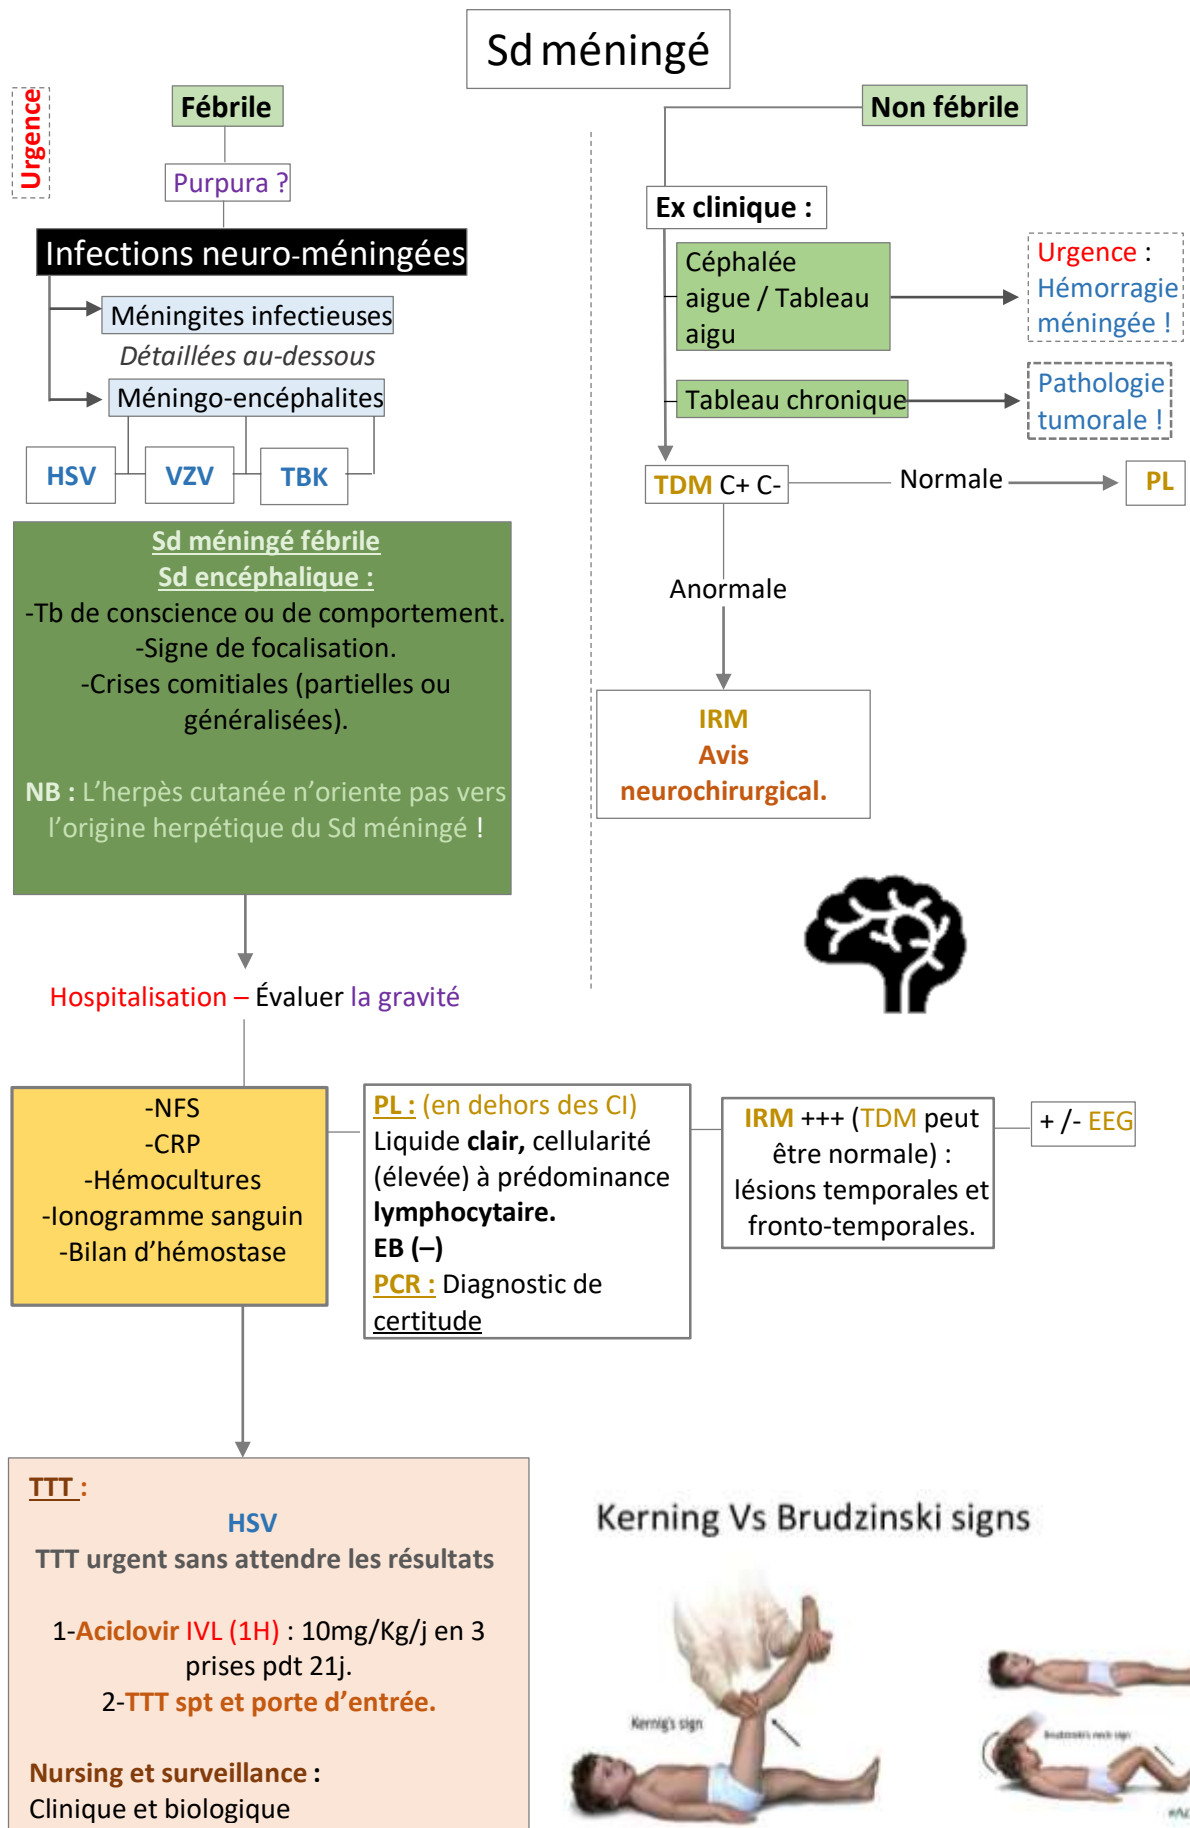 Sd méningé
Urgence
Fébrile
Purpura ?
Infections neuro-méningées
Méningites infectieuses
Détaillées au-dessous
Méningo-encéphalites
HSV
VZV
TBK
Sd méningé fébrile
Sd encéphalique :
-Tb de conscience ou de comportement.
-Signe de focalisation.
-Crises comitiales (partielles ou
généralisées).
NB : L’herpès cutanée n’oriente pas vers
l’origine herpétique du Sd méningé !
Hospitalisation – Évaluer la gravité
Non fébrile
Ex clinique :
Céphalée
aigue / Tableau
aigu
Urgence :
Hémorragie
méningée !
Tableau chronique
Pathologie
tumorale !
TDM C+ C-
Normale
PL
Anormale
IRM
Avis
neurochirurgical.
-NFS
-CRP
-Hémocultures
-Ionogramme sanguin
-Bilan d’hémostase
PL : (en dehors des CI)
Liquide clair, cellularité
(élevée) à prédominance
lymphocytaire.
EB (–)
PCR : Diagnostic de
certitude
IRM +++ (TDM peut
être normale) :
lésions temporales et
fronto-temporales.
+ /- EEG
TTT :
HSV
TTT urgent sans attendre les résultats
1-Aciclovir IVL (1H) : 10mg/Kg/j en 3
prises pdt 21j.
2-TTT spt et porte d’entrée.
Nursing et surveillance :
Clinique et biologique
Kerning Vs Brudzinski signs
Kernig's sign
Brudzinski's neck sign